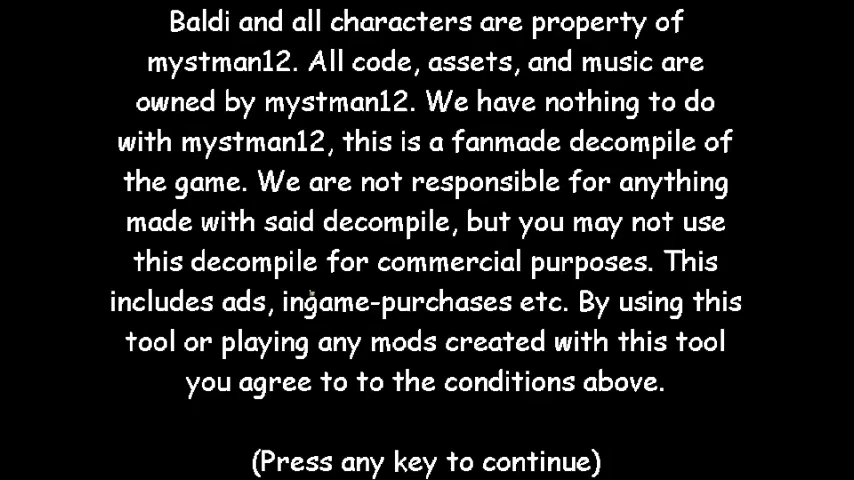 Baldi and all characters are property of
mystman12. All code, assets, and music are
owned by mystman12. We have nothing to do
with mystman12, this is a fanmade decompile of
the game. We are not responsible for anything
made with said decompile, but you may not use
this decompile for commercial purposes. This
includes ads, ingame-purchases etc. By using this
tool or playing any mods created with this tool
you agree to to the conditions above.
(Press any key to continue)